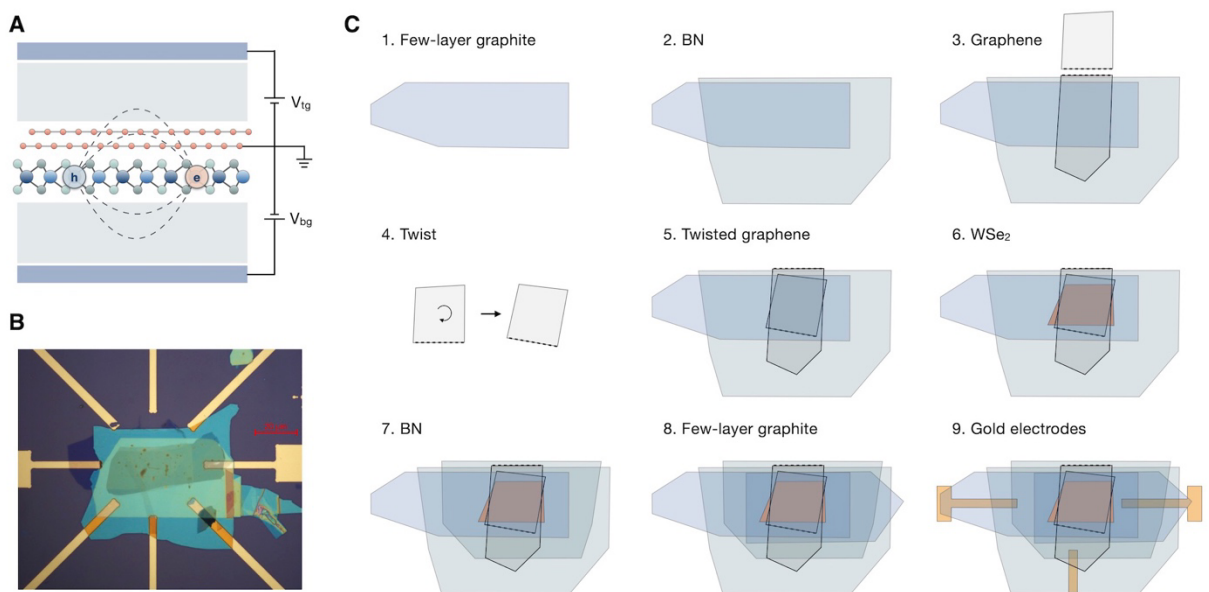 A
V_tg
h
e
V_bg
B
C
1. Few-layer graphite
2. BN
3. Graphene
4. Twist
5. Twisted graphene
6. WSe₂
7. BN
8. Few-layer graphite
9. Gold electrodes